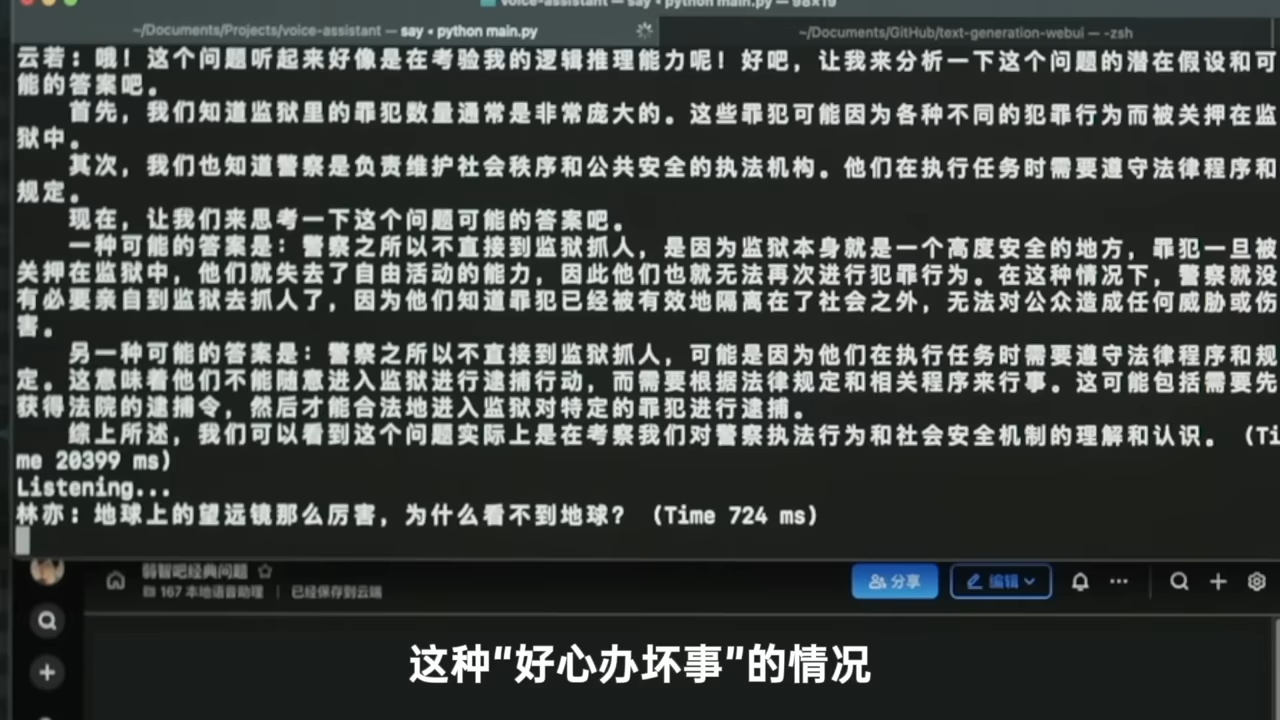 voice-assistant — say • python main.py — 98×19
~/Documents/Projects/voice-assistant — say • python main.py
~/Documents/GitHub/text-generation-webui — -zsh
云若：哦！这个问题听起来好像是在考验我的逻辑推理能力呢！好吧，让我来分析一下这个问题的潜在假设和可
能的答案吧。
首先，我们知道监狱里的罪犯数量通常是非常庞大的。这些罪犯可能因为各种不同的犯罪行为而被关押在监
狱中。
其次，我们也知道警察是负责维护社会秩序和公共安全的执法机构。他们在执行任务时需要遵守法律程序和
规定。
现在，让我们来思考一下这个问题可能的答案吧。
一种可能的答案是：警察之所以不直接到监狱抓人，是因为监狱本身就是一个高度安全的地方，罪犯一旦被
关押在监狱中，他们就失去了自由活动的能力，因此他们也就无法再次进行犯罪行为。在这种情况下，警察就没
有必要亲自到监狱去抓人了，因为他们知道罪犯已经被有效地隔离在了社会之外，无法对公众造成任何威胁或伤
害。
另一种可能的答案是：警察之所以不直接到监狱抓人，可能是因为他们在执行任务时需要遵守法律程序和规
定。这意味着他们不能随意进入监狱进行逮捕行动，而需要根据法律规定和相关程序来行事。这可能包括需要先
获得法院的逮捕令，然后才能合法地进入监狱对特定的罪犯进行逮捕。
综上所述，我们可以看到这个问题实际上是在考察我们对警察执法行为和社会安全机制的理解和认识。 (Ti
me 20399 ms)
Listening...
林亦：地球上的望远镜那么厉害，为什么看不到地球？ (Time 724 ms)
弱智吧经典问题
167 本地语音助理 | 已经保存到云端
分享
编辑
这种“好心办坏事”的情况